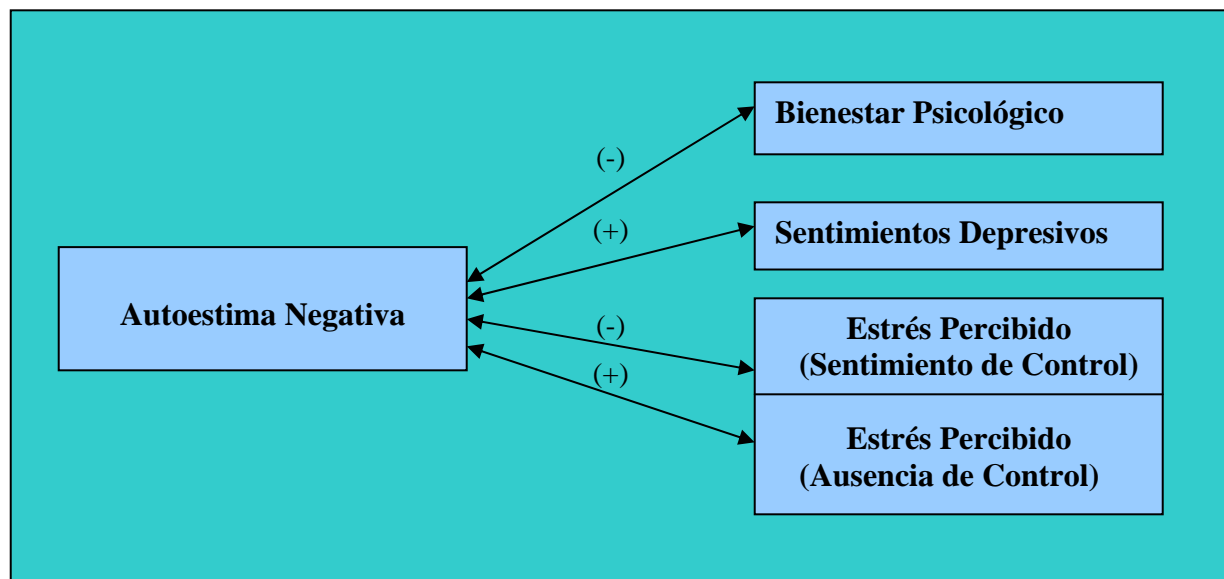 Bienestar Psicológico
(-)
(+)
Sentimientos Depresivos
Autoestima Negativa
(-)
Estrés Percibido
(Sentimiento de Control)
(+)
Estrés Percibido
(Ausencia de Control)